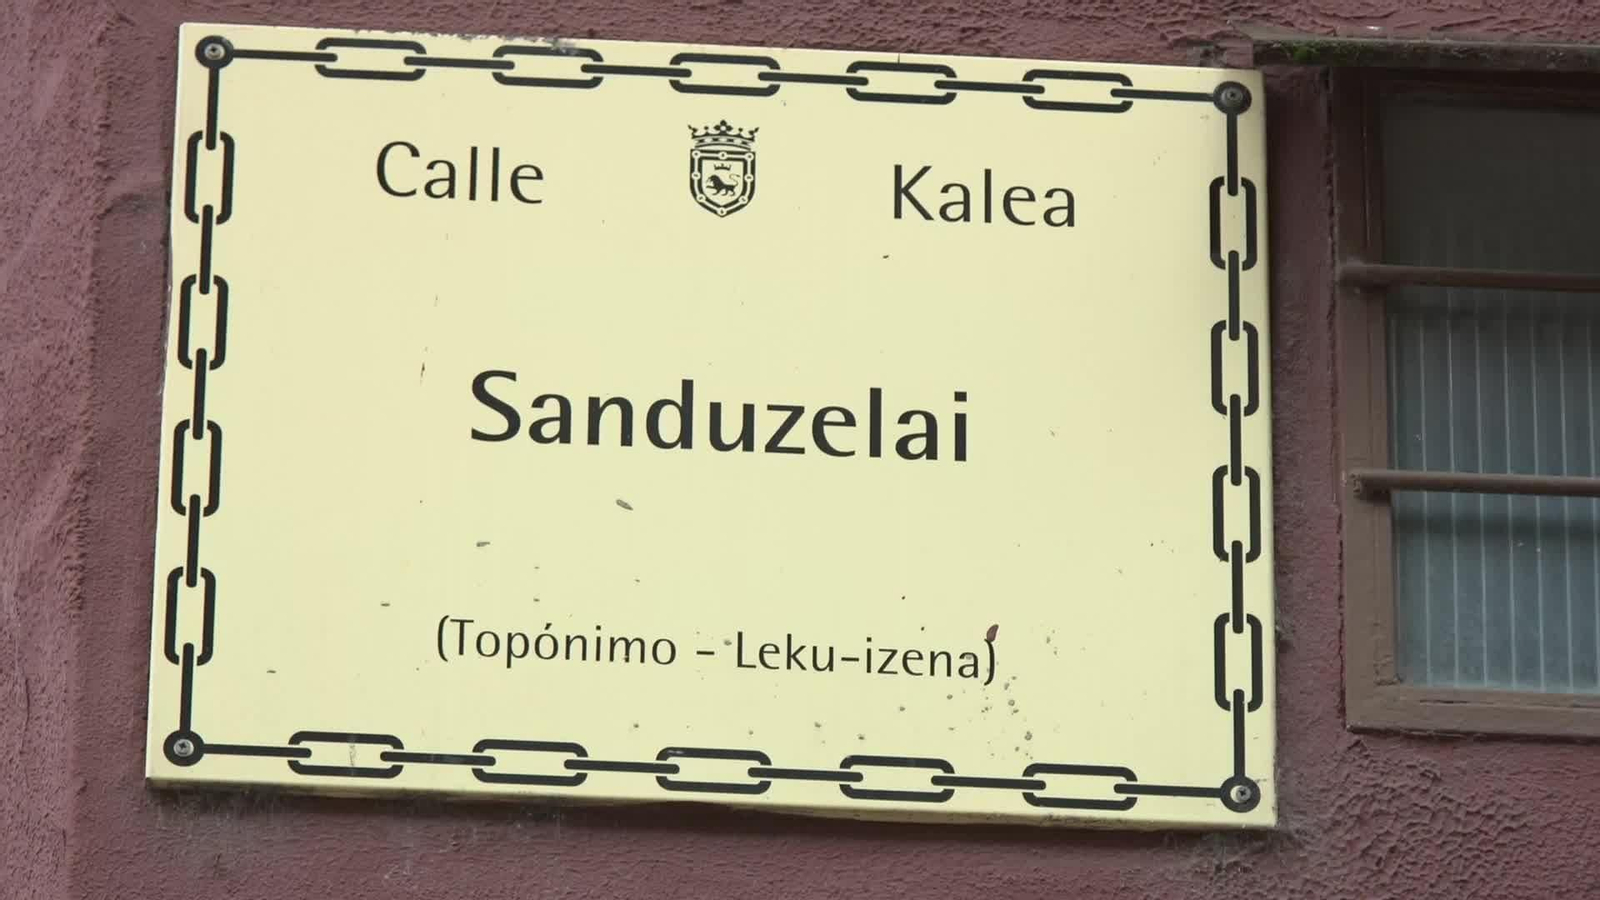 Calle Kalea
Sanduzelai
(Topónimo - Leku-izena)